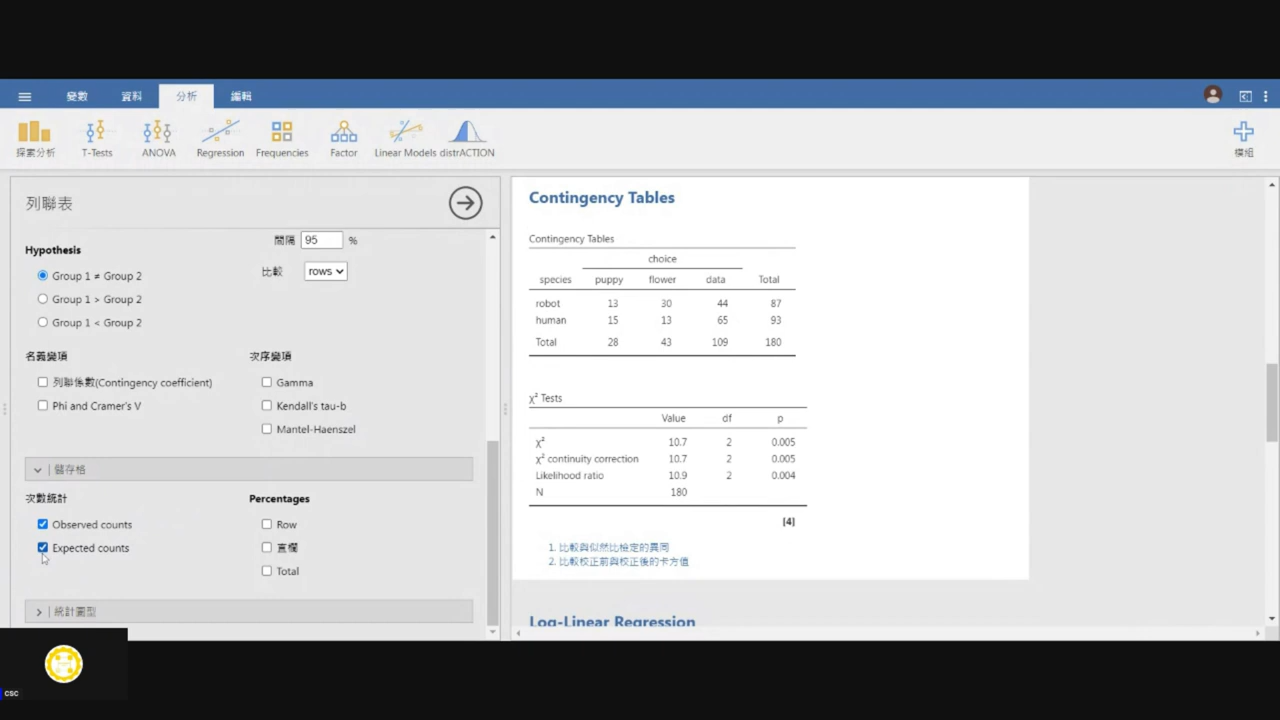 變數 資料 分析 編輯
探索分析 T-Tests ANOVA Regression Frequencies Factor Linear Models distrACTION 模組
列聯表
間隔 95 %
Hypothesis
Group 1 ≠ Group 2
比較 rows
Group 1 > Group 2
Group 1 < Group 2
名義變項 次序變項
列聯係數(Contingency coefficient) Gamma
Phi and Cramer's V Kendall's tau-b
Mantel-Haenszel
| 儲存格
次數統計 Percentages
Observed counts Row
Expected counts 直欄
Total
| 統計圖型
Contingency Tables
Contingency Tables
choice
species puppy flower data Total
robot 13 30 44 87
human 15 13 65 93
Total 28 43 109 180
χ² Tests
Value df p
χ² 10.7 2 0.005
χ² continuity correction 10.7 2 0.005
Likelihood ratio 10.9 2 0.004
N 180
[4]
1. 比較與似然比檢定的異同
2. 比較校正前與校正後的卡方值
Log-Linear Regression
csc